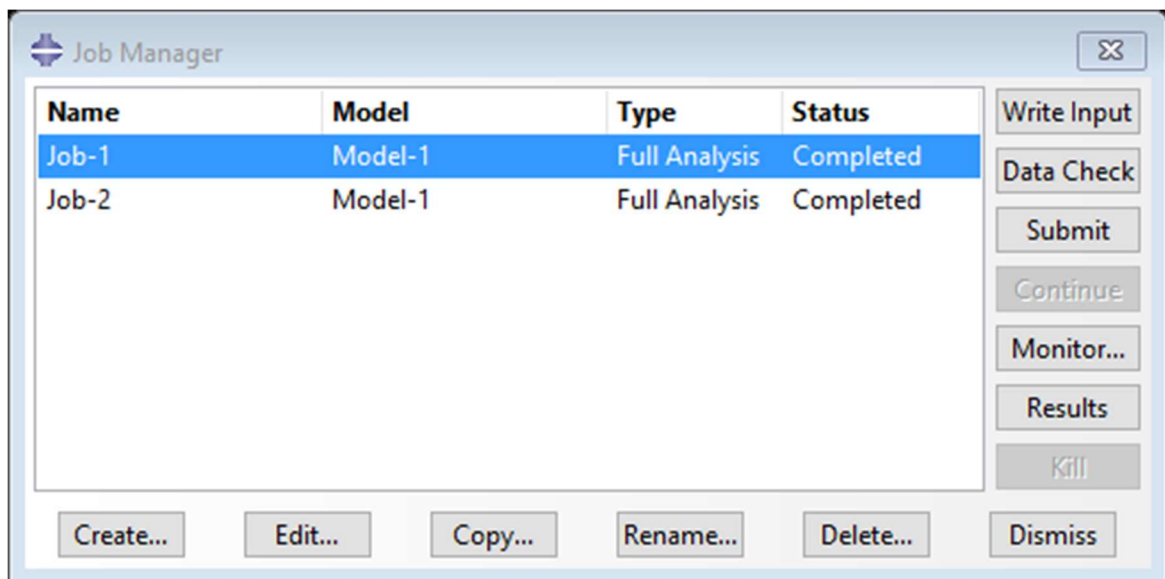 Job Manager
Name Model Type Status
Job-1 Model-1 Full Analysis Completed
Job-2 Model-1 Full Analysis Completed
Write Input
Data Check
Submit
Continue
Monitor...
Results
Kill
Create... Edit... Copy... Rename... Delete... Dismiss